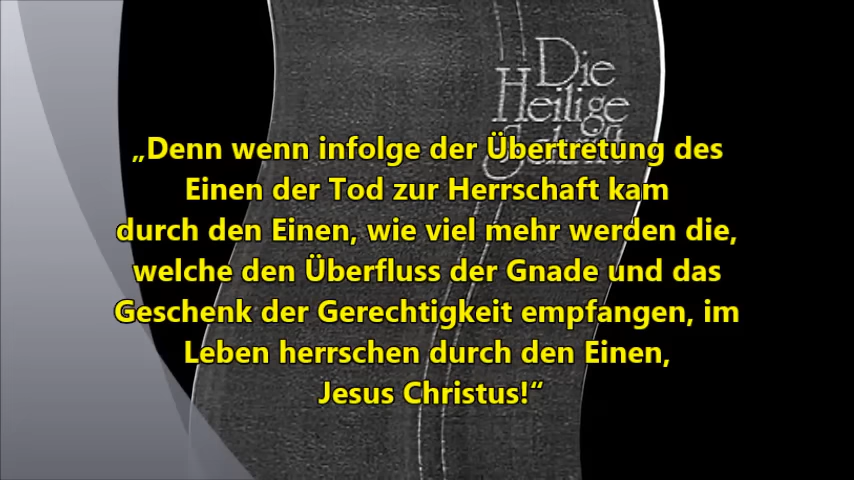 Die
Heilige
Schrift
„Denn wenn infolge der Übertretung des
Einen der Tod zur Herrschaft kam
durch den Einen, wie viel mehr werden die,
welche den Überfluss der Gnade und das
Geschenk der Gerechtigkeit empfangen, im
Leben herrschen durch den Einen,
Jesus Christus!“